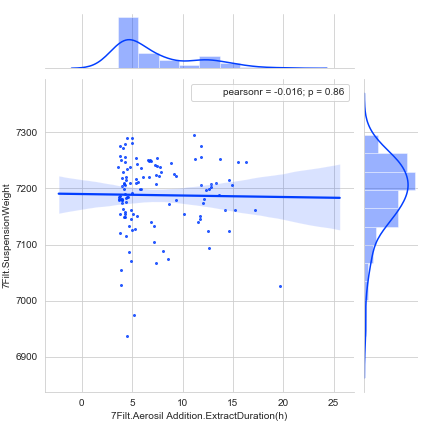 pearsonr = -0.016; p = 0.86
7300
7200
7100
7000
6900
7Filt.SuspensionWeight
0 5 10 15 20 25
7Filt.Aerosil Addition.ExtractDuration(h)